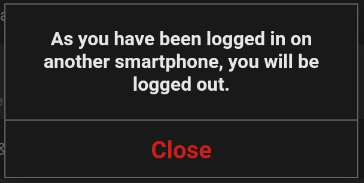 As you have been logged in on
another smartphone, you will be
logged out.
Close